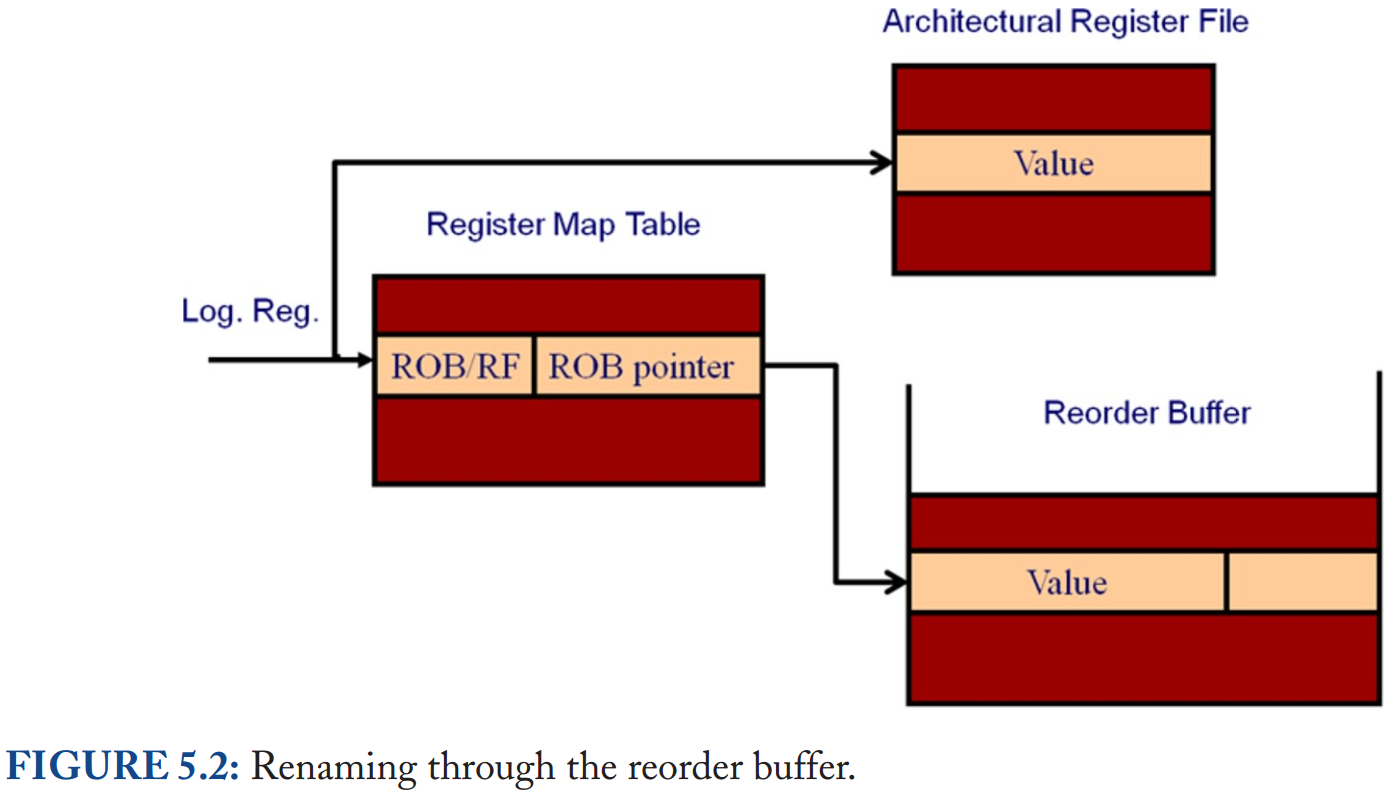 Architectural Register File
Value
Register Map Table
Log. Reg.
ROB/RF ROB pointer
Reorder Buffer
Value
FIGURE 5.2: Renaming through the reorder buffer.